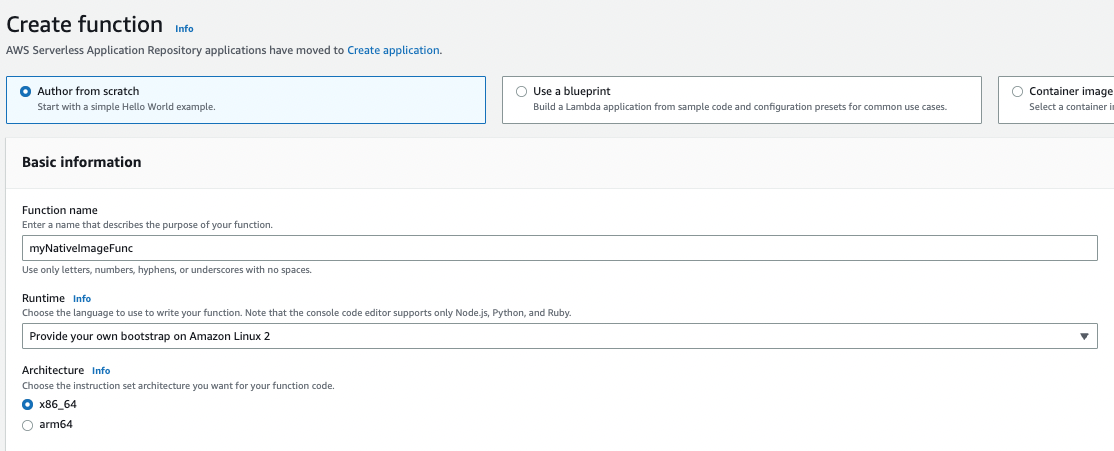 Create function Info
AWS Serverless Application Repository applications have moved to Create application.
Author from scratch
Start with a simple Hello World example.
Use a blueprint
Build a Lambda application from sample code and configuration presets for common use cases.
Container image
Select a container
Basic information
Function name
Enter a name that describes the purpose of your function.
myNativeImageFunc
Use only letters, numbers, hyphens, or underscores with no spaces.
Runtime Info
Choose the language to use to write your function. Note that the console code editor supports only Node.js, Python, and Ruby.
Provide your own bootstrap on Amazon Linux 2
Architecture Info
Choose the instruction set architecture you want for your function code.
x86_64
arm64